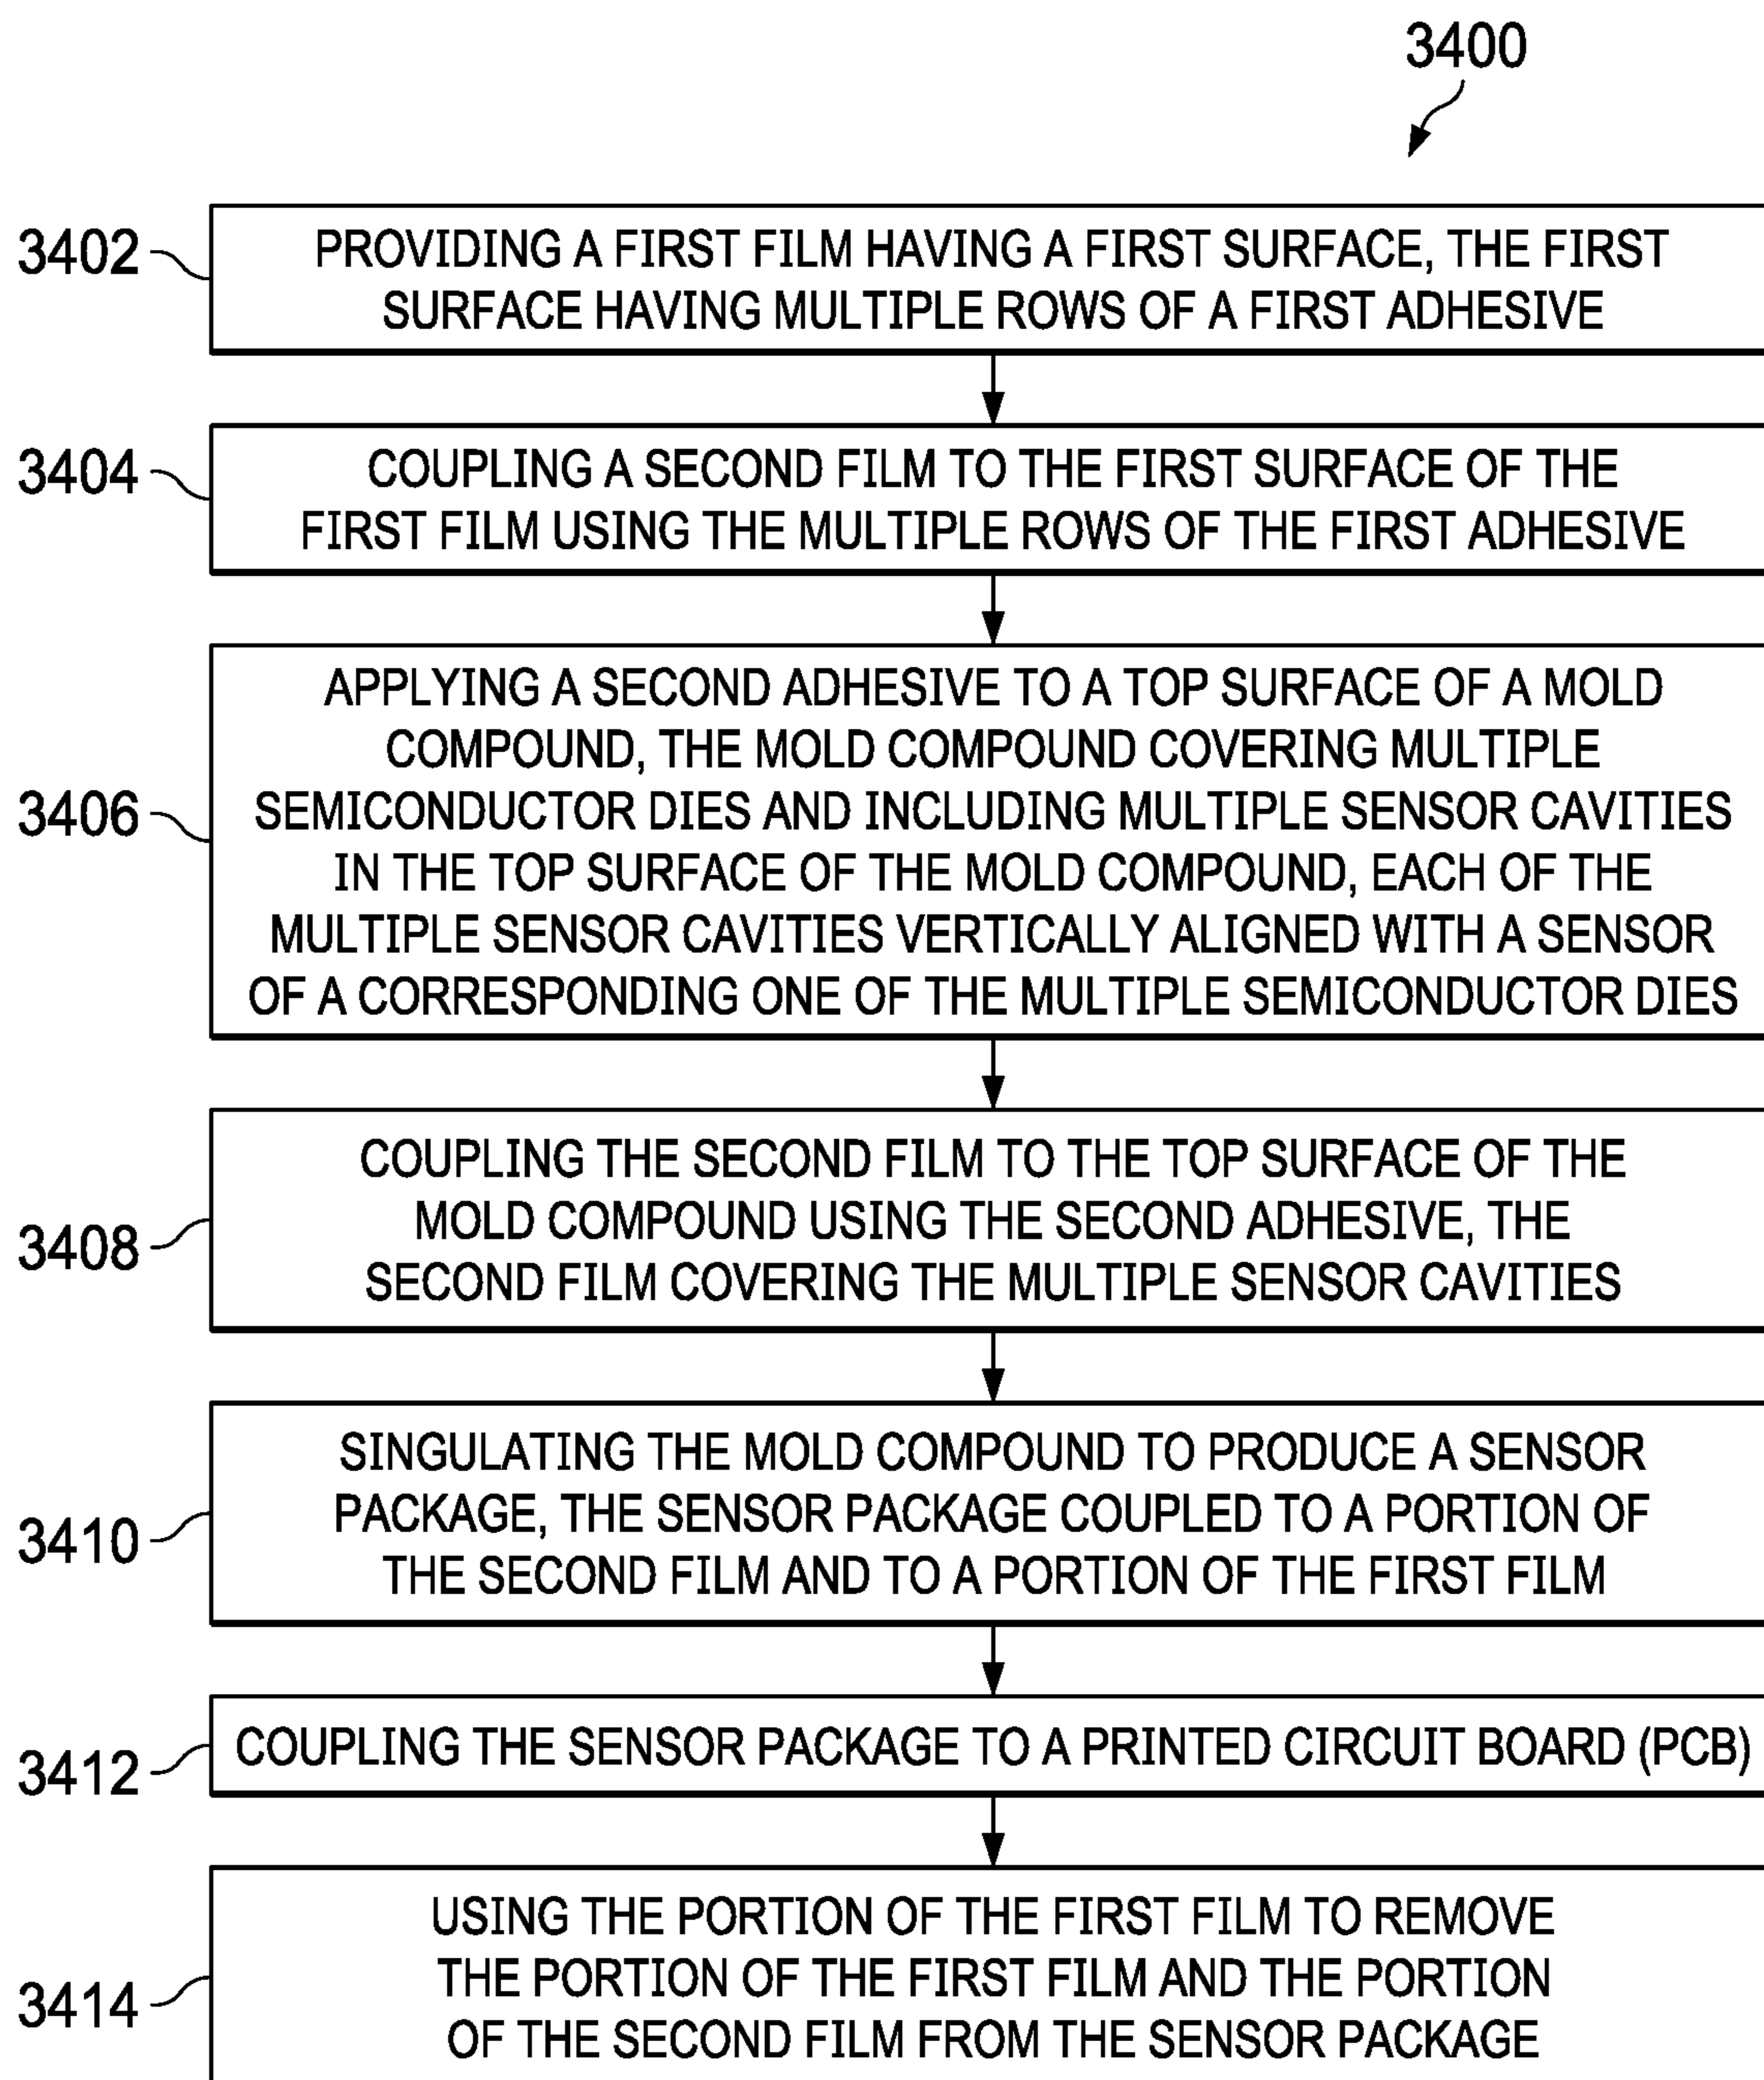 3400
3402
PROVIDING A FIRST FILM HAVING A FIRST SURFACE, THE FIRST
SURFACE HAVING MULTIPLE ROWS OF A FIRST ADHESIVE
3404
COUPLING A SECOND FILM TO THE FIRST SURFACE OF THE
FIRST FILM USING THE MULTIPLE ROWS OF THE FIRST ADHESIVE
3406
APPLYING A SECOND ADHESIVE TO A TOP SURFACE OF A MOLD
COMPOUND, THE MOLD COMPOUND COVERING MULTIPLE
SEMICONDUCTOR DIES AND INCLUDING MULTIPLE SENSOR CAVITIES
IN THE TOP SURFACE OF THE MOLD COMPOUND, EACH OF THE
MULTIPLE SENSOR CAVITIES VERTICALLY ALIGNED WITH A SENSOR
OF A CORRESPONDING ONE OF THE MULTIPLE SEMICONDUCTOR DIES
3408
COUPLING THE SECOND FILM TO THE TOP SURFACE OF THE
MOLD COMPOUND USING THE SECOND ADHESIVE, THE
SECOND FILM COVERING THE MULTIPLE SENSOR CAVITIES
3410
SINGULATING THE MOLD COMPOUND TO PRODUCE A SENSOR
PACKAGE, THE SENSOR PACKAGE COUPLED TO A PORTION OF
THE SECOND FILM AND TO A PORTION OF THE FIRST FILM
3412
COUPLING THE SENSOR PACKAGE TO A PRINTED CIRCUIT BOARD (PCB)
3414
USING THE PORTION OF THE FIRST FILM TO REMOVE
THE PORTION OF THE FIRST FILM AND THE PORTION
OF THE SECOND FILM FROM THE SENSOR PACKAGE